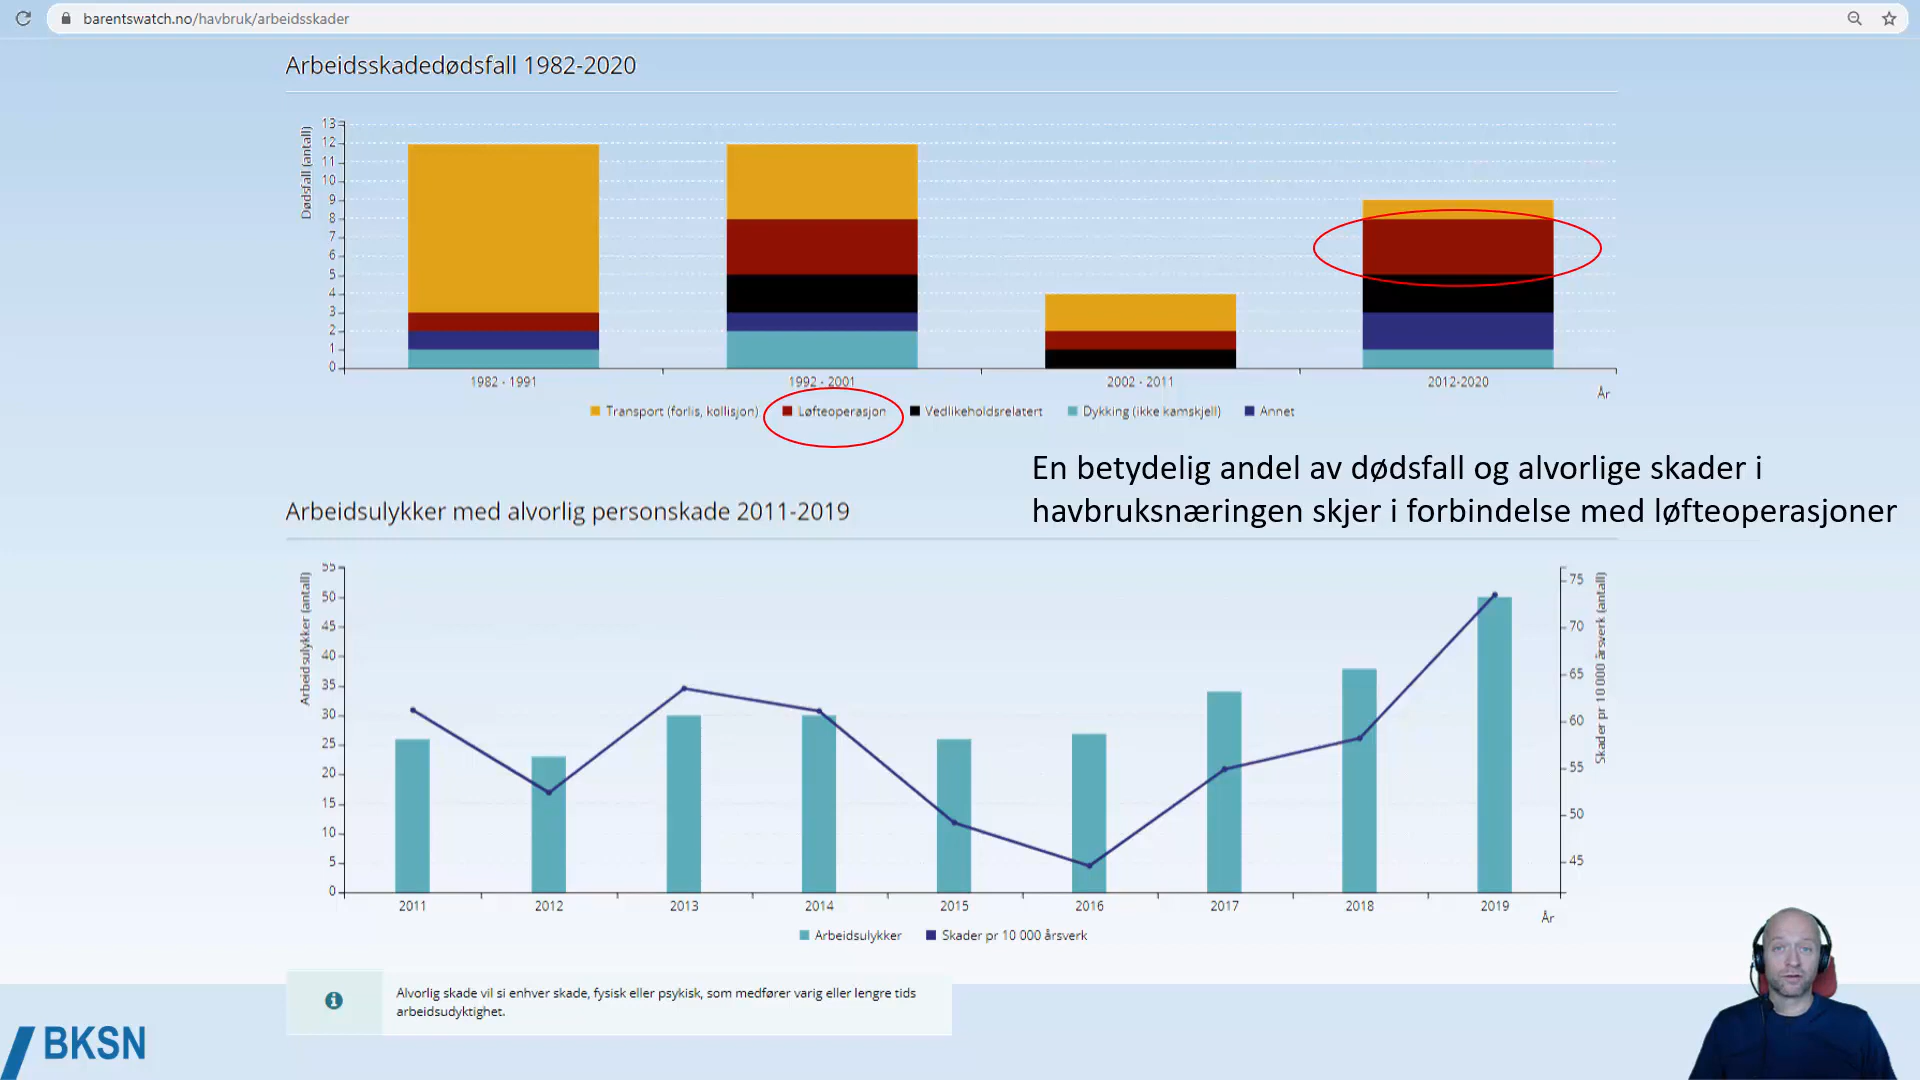 barentswatch.no/havbruk/arbeidsskader
Arbeidsskadedødsfall 1982-2020
Dødsfall (antall)
13
12
11
10
9
8
7
6
5
4
3
2
1
0
1982 - 1991
1992 - 2001
2002 - 2011
2012-2020
År
Transport (forlis, kollisjon)
Løfteoperasjon
Vedlikeholdsrelatert
Dykking (ikke kamskjell)
Annet
En betydelig andel av dødsfall og alvorlige skader i
havbruksnæringen skjer i forbindelse med løfteoperasjoner
Arbeidsulykker med alvorlig personskade 2011-2019
Arbeidsulykker (antall)
55
50
45
40
35
30
25
20
15
10
5
0
75
70
65
60
55
50
45
Skader pr 10 000 årsverk (antall)
2011
2012
2013
2014
2015
2016
2017
2018
2019
År
Arbeidsulykker
Skader pr 10 000 årsverk
Alvorlig skade vil si enhver skade, fysisk eller psykisk, som medfører varig eller lengre tids
arbeidsudyktighet.
BKSN